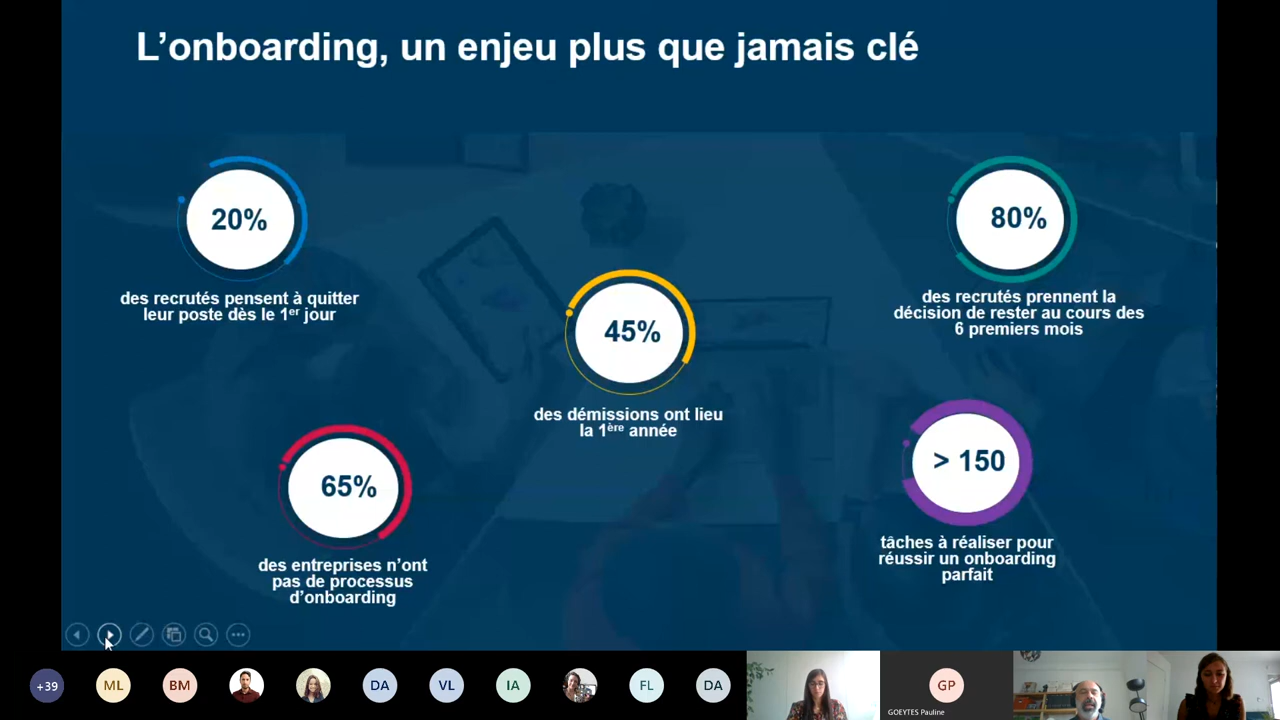 L’onboarding, un enjeu plus que jamais clé
20%
des recrutés pensent à quitter
leur poste dès le 1er jour
80%
des recrutés prennent la
décision de rester au cours des
6 premiers mois
45%
des démissions ont lieu
la 1ère année
65%
des entreprises n’ont
pas de processus
d’onboarding
> 150
tâches à réaliser pour
réussir un onboarding
parfait
+39
ML
BM
DA
VL
IA
FL
DA
GP
GOEYTES Pauline